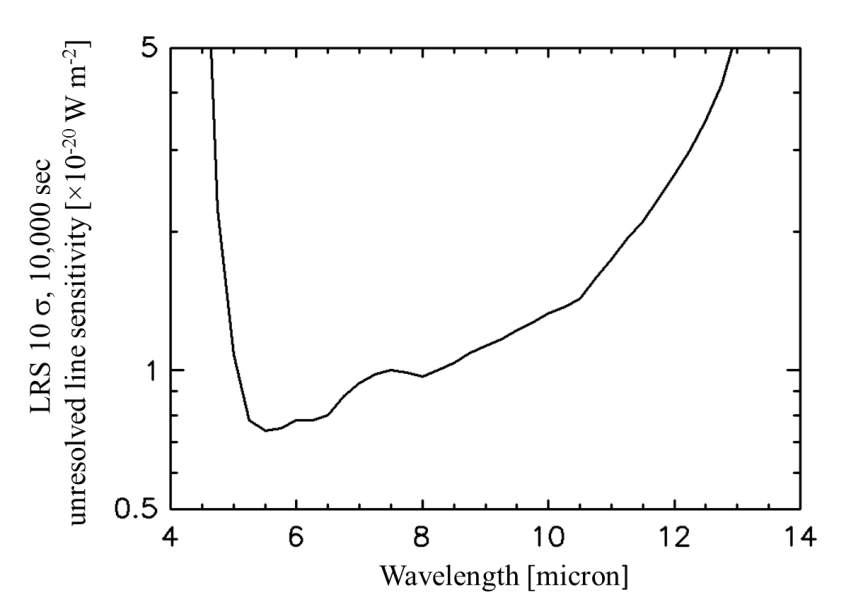 LRS 10 σ, 10,000 sec
unresolved line sensitivity [×10⁻²⁰ W m⁻²]
5
1
0.5
4 6 8 10 12 14
Wavelength [micron]